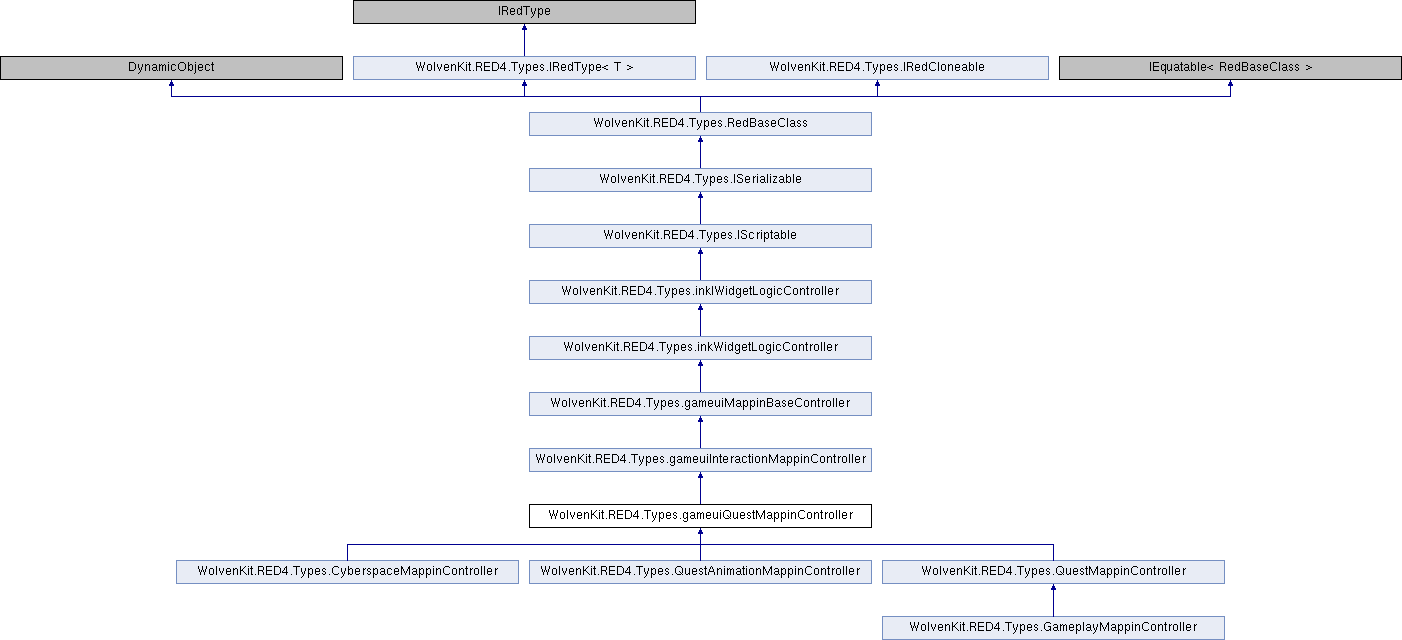 IRedType
DynamicObject
WolvenKit.RED4.Types.IRedType< T >
WolvenKit.RED4.Types.IRedCloneable
IEquatable< RedBaseClass >
WolvenKit.RED4.Types.RedBaseClass
WolvenKit.RED4.Types.ISerializable
WolvenKit.RED4.Types.IScriptable
WolvenKit.RED4.Types.inkIWidgetLogicController
WolvenKit.RED4.Types.inkWidgetLogicController
WolvenKit.RED4.Types.gameuiMappinBaseController
WolvenKit.RED4.Types.gameuiInteractionMappinController
WolvenKit.RED4.Types.gameuiQuestMappinController
WolvenKit.RED4.Types.CyberspaceMappinController
WolvenKit.RED4.Types.QuestAnimationMappinController
WolvenKit.RED4.Types.QuestMappinController
WolvenKit.RED4.Types.GameplayMappinController